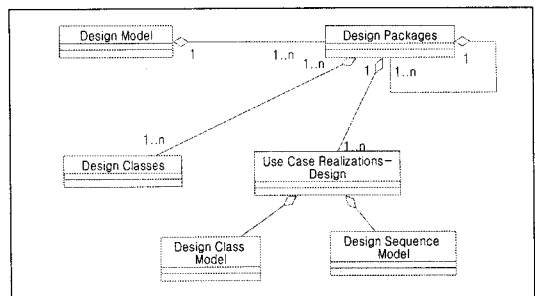 Design Model
Design Packages
1
1..n
1..n
1
1..n
1
1..n
1..n
Design Classes
Use Case Realizations–
Design
Design Class
Model
Design Sequence
Model